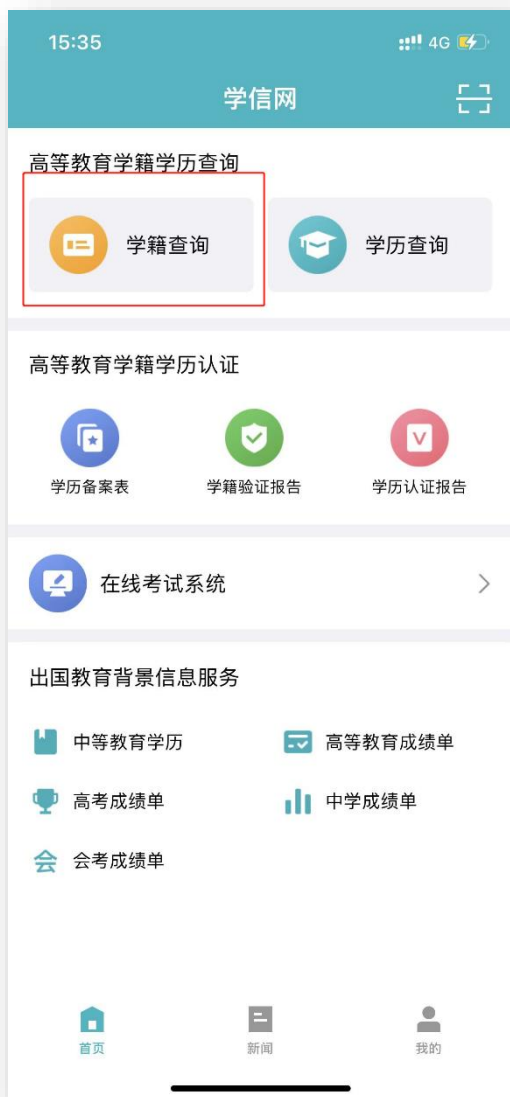 15:35 4G
学信网
高等教育学籍学历查询
学籍查询 学历查询
高等教育学籍学历认证
学历备案表 学籍验证报告 学历认证报告
在线考试系统
出国教育背景信息服务
中等教育学历 高等教育成绩单
高考成绩单 中学成绩单
会 会考成绩单
首页 新闻 我的